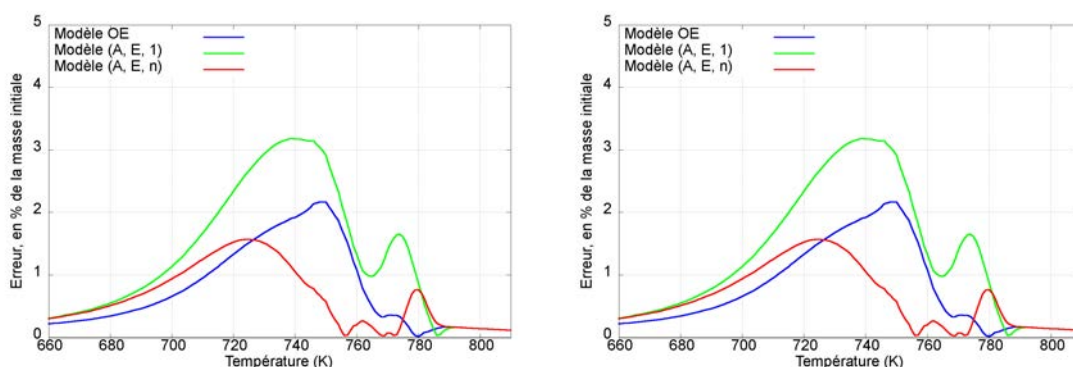 5
4
3
2
1
0
Erreur, en % de la masse initiale
Modèle OE
Modèle (A, E, 1)
Modèle (A, E, n)
660 680 700 720 740 760 780 800
Température (K)
5
4
3
2
1
0
Erreur, en % de la masse initiale
Modèle OE
Modèle (A, E, 1)
Modèle (A, E, n)
660 680 700 720 740 760 780 800
Température (K)